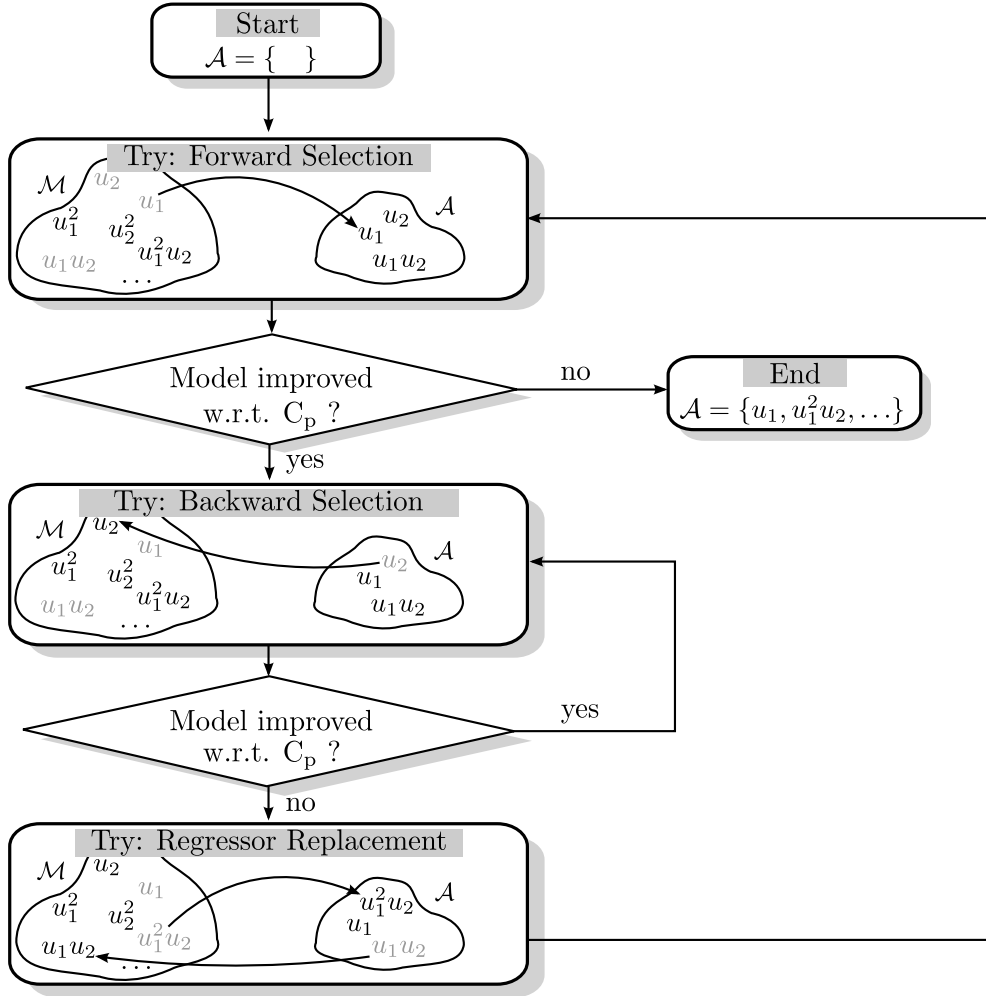 Start
𝒜 = { }
Try: Forward Selection
ℳ u₂
u₁
u₁² u₂²
u₁²u₂
u₁u₂
...
𝒜
u₂
u₁
u₁u₂
Model improved
w.r.t. Cₚ ?
no
End
𝒜 = {u₁, u₁²u₂, ...}
yes
Try: Backward Selection
ℳ u₂
u₁
u₁² u₂²
u₁²u₂
u₁u₂
...
𝒜
u₂
u₁
u₁u₂
Model improved
w.r.t. Cₚ ?
yes
no
Try: Regressor Replacement
ℳ u₂
u₁
u₁² u₂²
u₁²u₂
u₁u₂
...
𝒜
u₁²u₂
u₁
u₁u₂